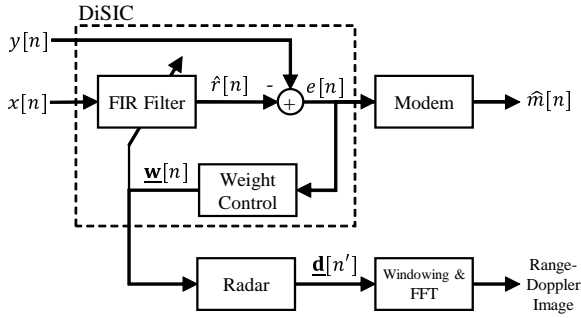 DiSIC
y[n]
x[n]
FIR Filter
r̂[n]
-
+
e[n]
Modem
m̂[n]
w[n]
Weight
Control
Radar
d[n′]
Windowing &
FFT
Range-
Doppler
Image